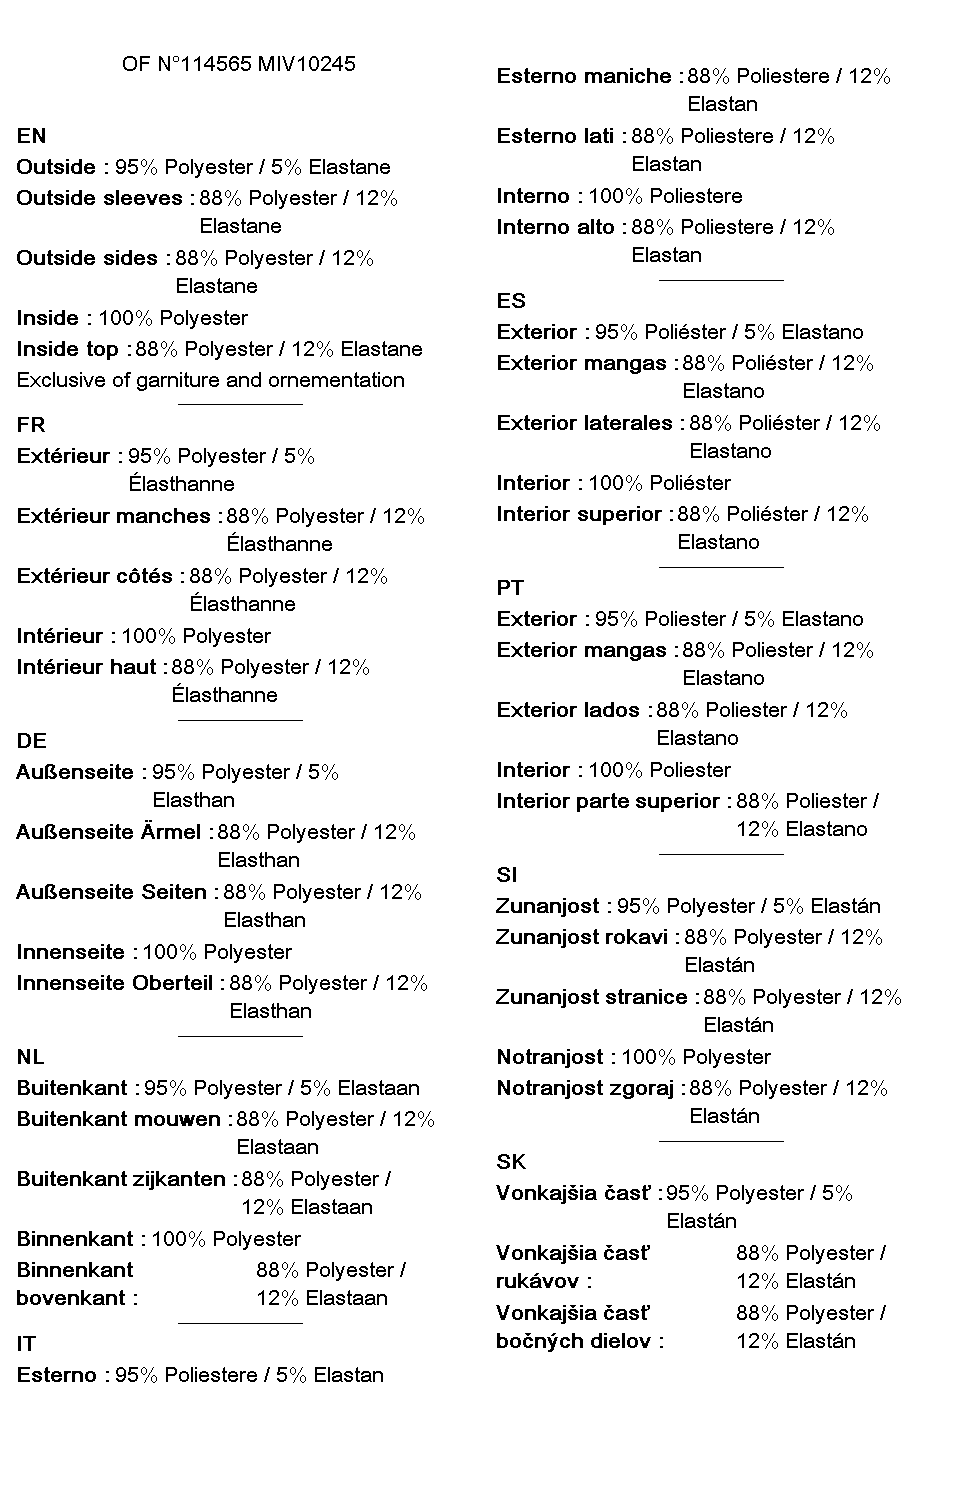 OF N°114565 MIV10245
EN
Outside : 95% Polyester / 5% Elastane
Outside sleeves : 88% Polyester / 12%
Elastane
Outside sides : 88% Polyester / 12%
Elastane
Inside : 100% Polyester
Inside top : 88% Polyester / 12% Elastane
Exclusive of garniture and ornementation
FR
Extérieur : 95% Polyester / 5%
Élasthanne
Extérieur manches : 88% Polyester / 12%
Élasthanne
Extérieur côtés : 88% Polyester / 12%
Élasthanne
Intérieur : 100% Polyester
Intérieur haut : 88% Polyester / 12%
Élasthanne
DE
Außenseite : 95% Polyester / 5%
Elasthan
Außenseite Ärmel : 88% Polyester / 12%
Elasthan
Außenseite Seiten : 88% Polyester / 12%
Elasthan
Innenseite : 100% Polyester
Innenseite Oberteil : 88% Polyester / 12%
Elasthan
NL
Buitenkant : 95% Polyester / 5% Elastaan
Buitenkant mouwen : 88% Polyester / 12%
Elastaan
Buitenkant zijkanten : 88% Polyester /
12% Elastaan
Binnenkant : 100% Polyester
Binnenkant 88% Polyester /
bovenkant : 12% Elastaan
IT
Esterno : 95% Poliestere / 5% Elastan
Esterno maniche : 88% Poliestere / 12%
Elastan
Esterno lati : 88% Poliestere / 12%
Elastan
Interno : 100% Poliestere
Interno alto : 88% Poliestere / 12%
Elastan
ES
Exterior : 95% Poliéster / 5% Elastano
Exterior mangas : 88% Poliéster / 12%
Elastano
Exterior laterales : 88% Poliéster / 12%
Elastano
Interior : 100% Poliéster
Interior superior : 88% Poliéster / 12%
Elastano
PT
Exterior : 95% Poliester / 5% Elastano
Exterior mangas : 88% Poliester / 12%
Elastano
Exterior lados : 88% Poliester / 12%
Elastano
Interior : 100% Poliester
Interior parte superior : 88% Poliester /
12% Elastano
SI
Zunanjost : 95% Polyester / 5% Elastán
Zunanjost rokavi : 88% Polyester / 12%
Elastán
Zunanjost stranice : 88% Polyester / 12%
Elastán
Notranjost : 100% Polyester
Notranjost zgoraj : 88% Polyester / 12%
Elastán
SK
Vonkajšia časť : 95% Polyester / 5%
Elastán
Vonkajšia časť 88% Polyester /
rukávov : 12% Elastán
Vonkajšia časť 88% Polyester /
bočných dielov : 12% Elastán